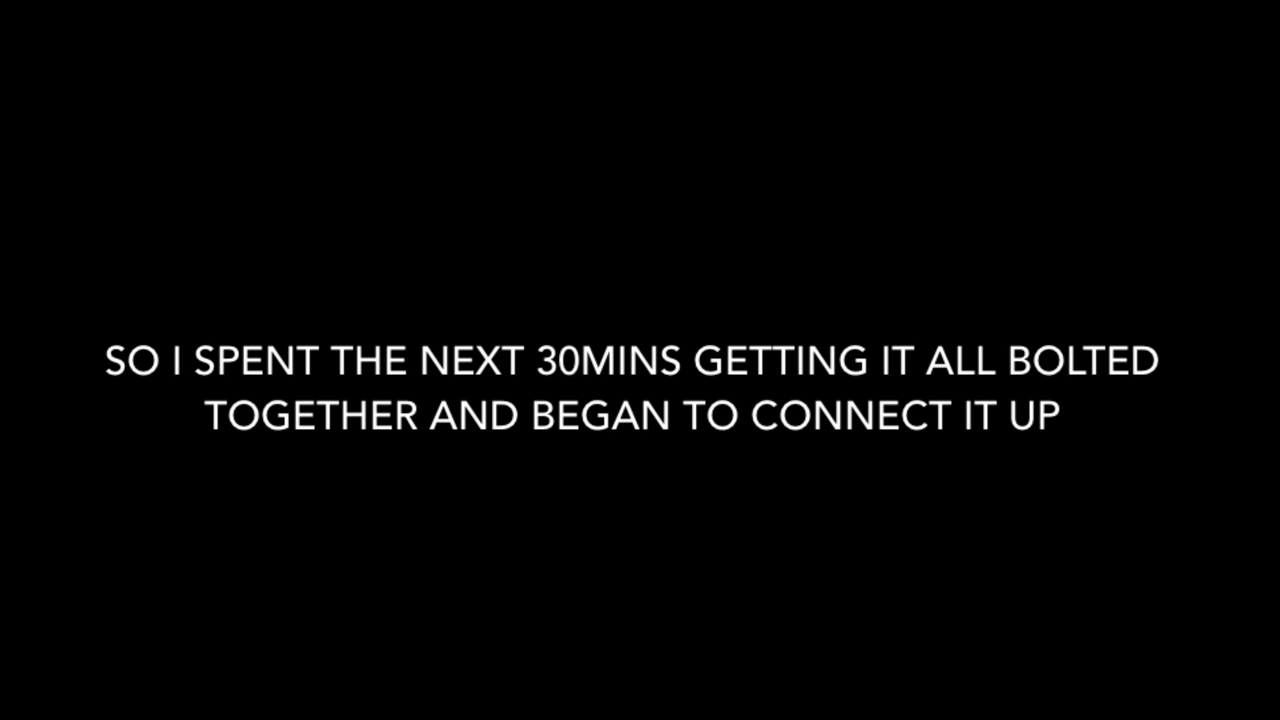 SO I SPENT THE NEXT 30MINS GETTING IT ALL BOLTED
TOGETHER AND BEGAN TO CONNECT IT UP